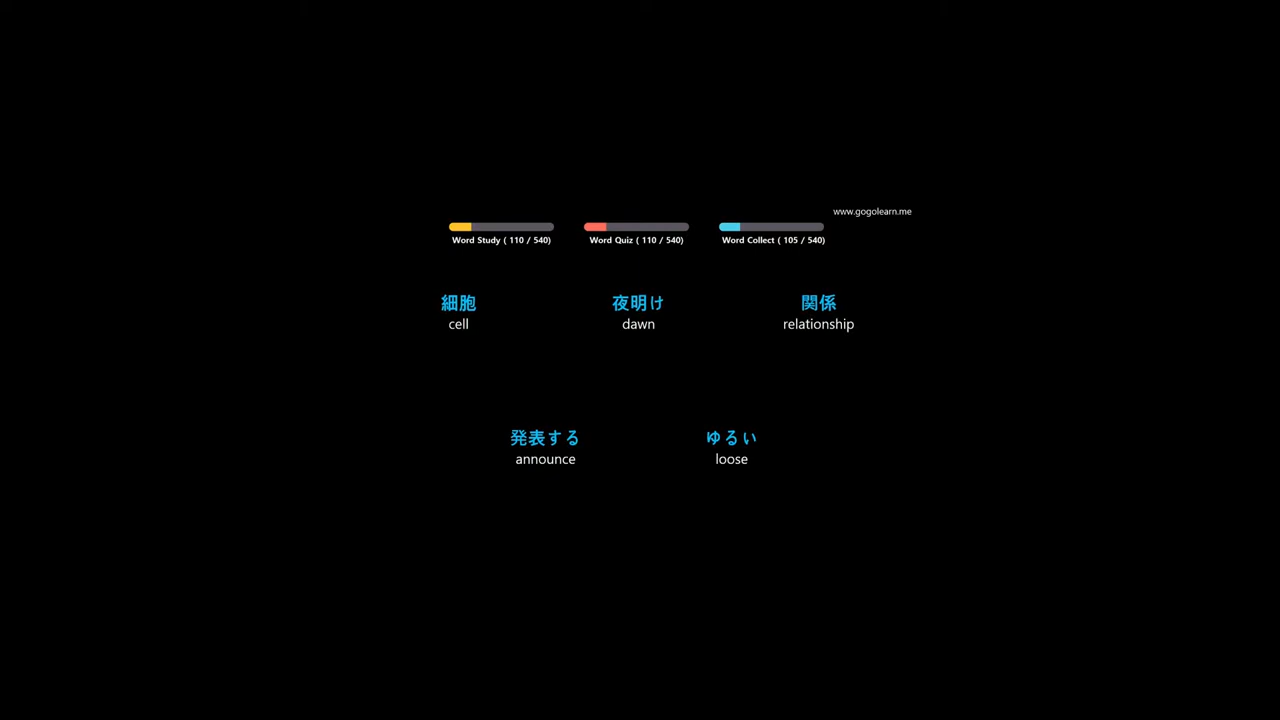 www.gogolearn.me
Word Study ( 110 / 540)
Word Quiz ( 110 / 540)
Word Collect ( 105 / 540)
細胞
cell
夜明け
dawn
関係
relationship
発表する
announce
ゆるい
loose